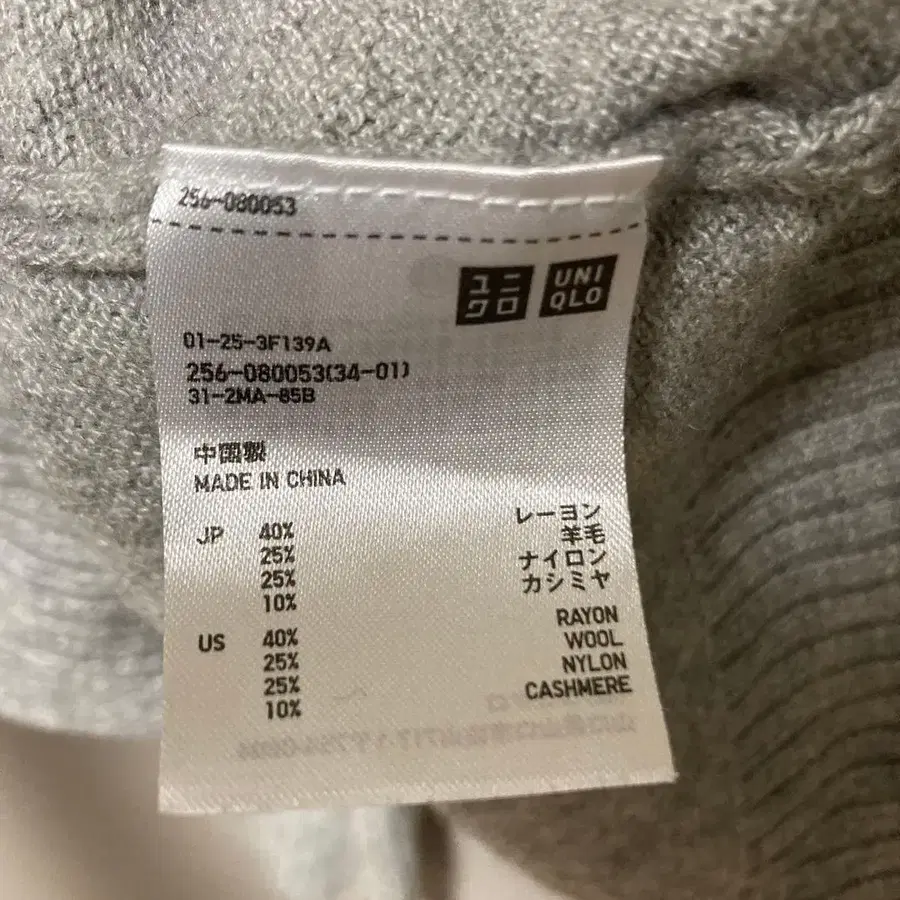 256-080053
ユニ
クロ
UNI
QLO
01-25-3F139A
256-080053(34-01)
31-2MA-85B
中国製
MADE IN CHINA
JP 40% レーヨン
25% 羊毛
25% ナイロン
10% カシミヤ
US 40% RAYON
25% WOOL
25% NYLON
10% CASHMERE